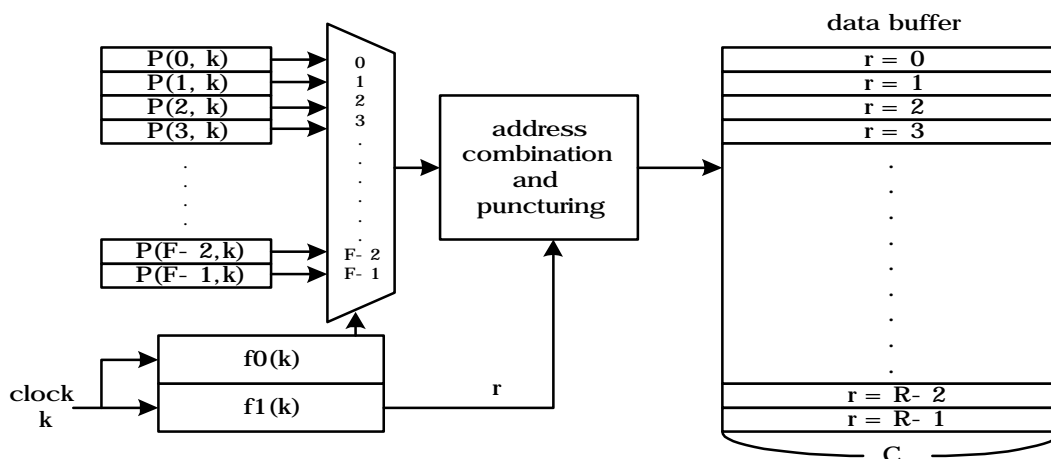 data buffer
P(0, k)
P(1, k)
P(2, k)
P(3, k)
P(F- 2,k)
P(F- 1,k)
0
1
2
3
F- 2
F- 1
address
combination
and
puncturing
r = 0
r = 1
r = 2
r = 3
r = R- 2
r = R- 1
f0(k)
f1(k)
clock
k
r
C